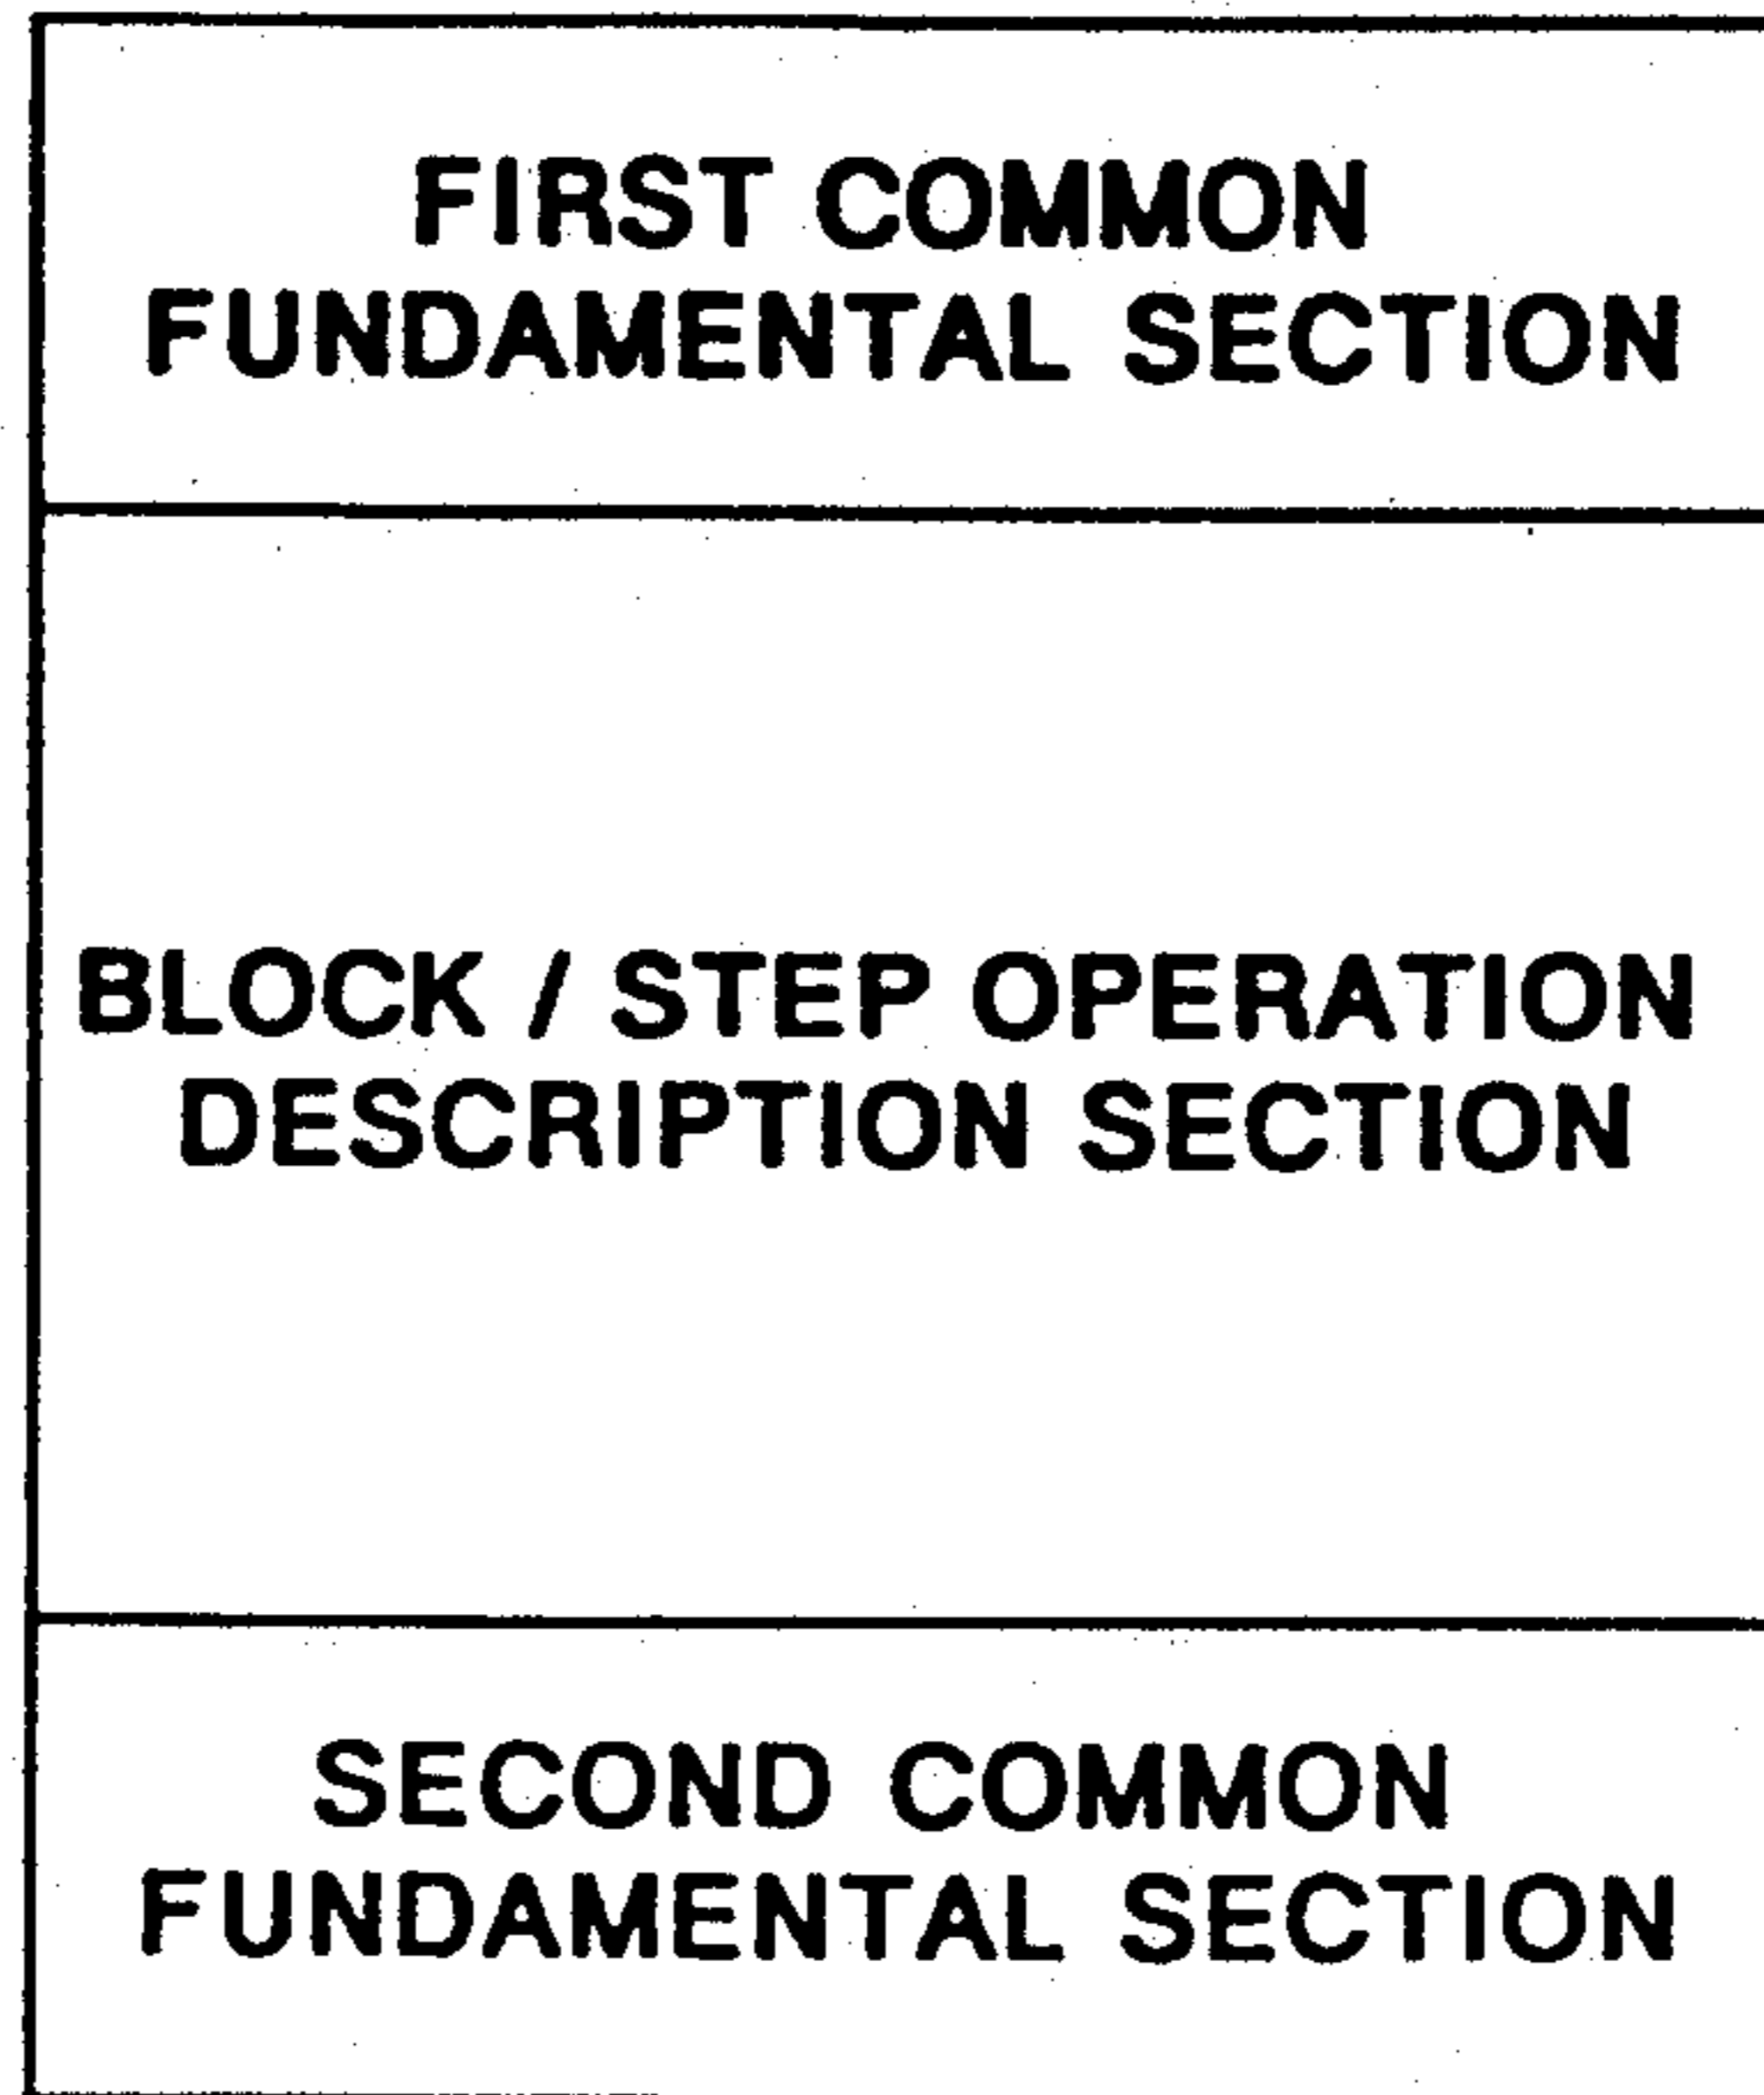 FIRST COMMON
FUNDAMENTAL SECTION
BLOCK / STEP OPERATION
DESCRIPTION SECTION
SECOND COMMON
FUNDAMENTAL SECTION